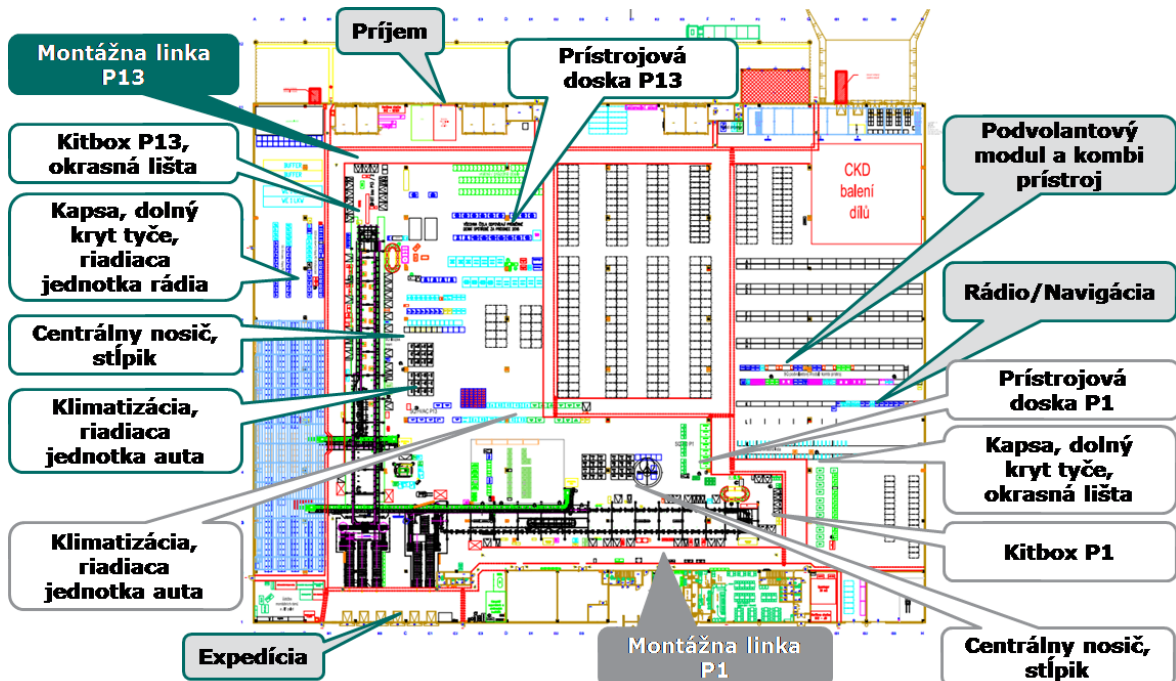 Príjem
Montážna linka
P13
Prístrojová
doska P13
Kitbox P13,
okrasná lišta
Podvolantový
modul a kombi
prístroj
CKD
balení
dílů
Kapsa, dolný
kryt tyče,
riadiaca
jednotka rádia
Rádio/Navigácia
Centrálny nosič,
stĺpik
Prístrojová
doska P1
Klimatizácia,
riadiaca
jednotka auta
Kapsa, dolný
kryt tyče,
okrasná lišta
Klimatizácia,
riadiaca
jednotka auta
Kitbox P1
Expedícia
Montážna linka
P1
Centrálny nosič,
stĺpik